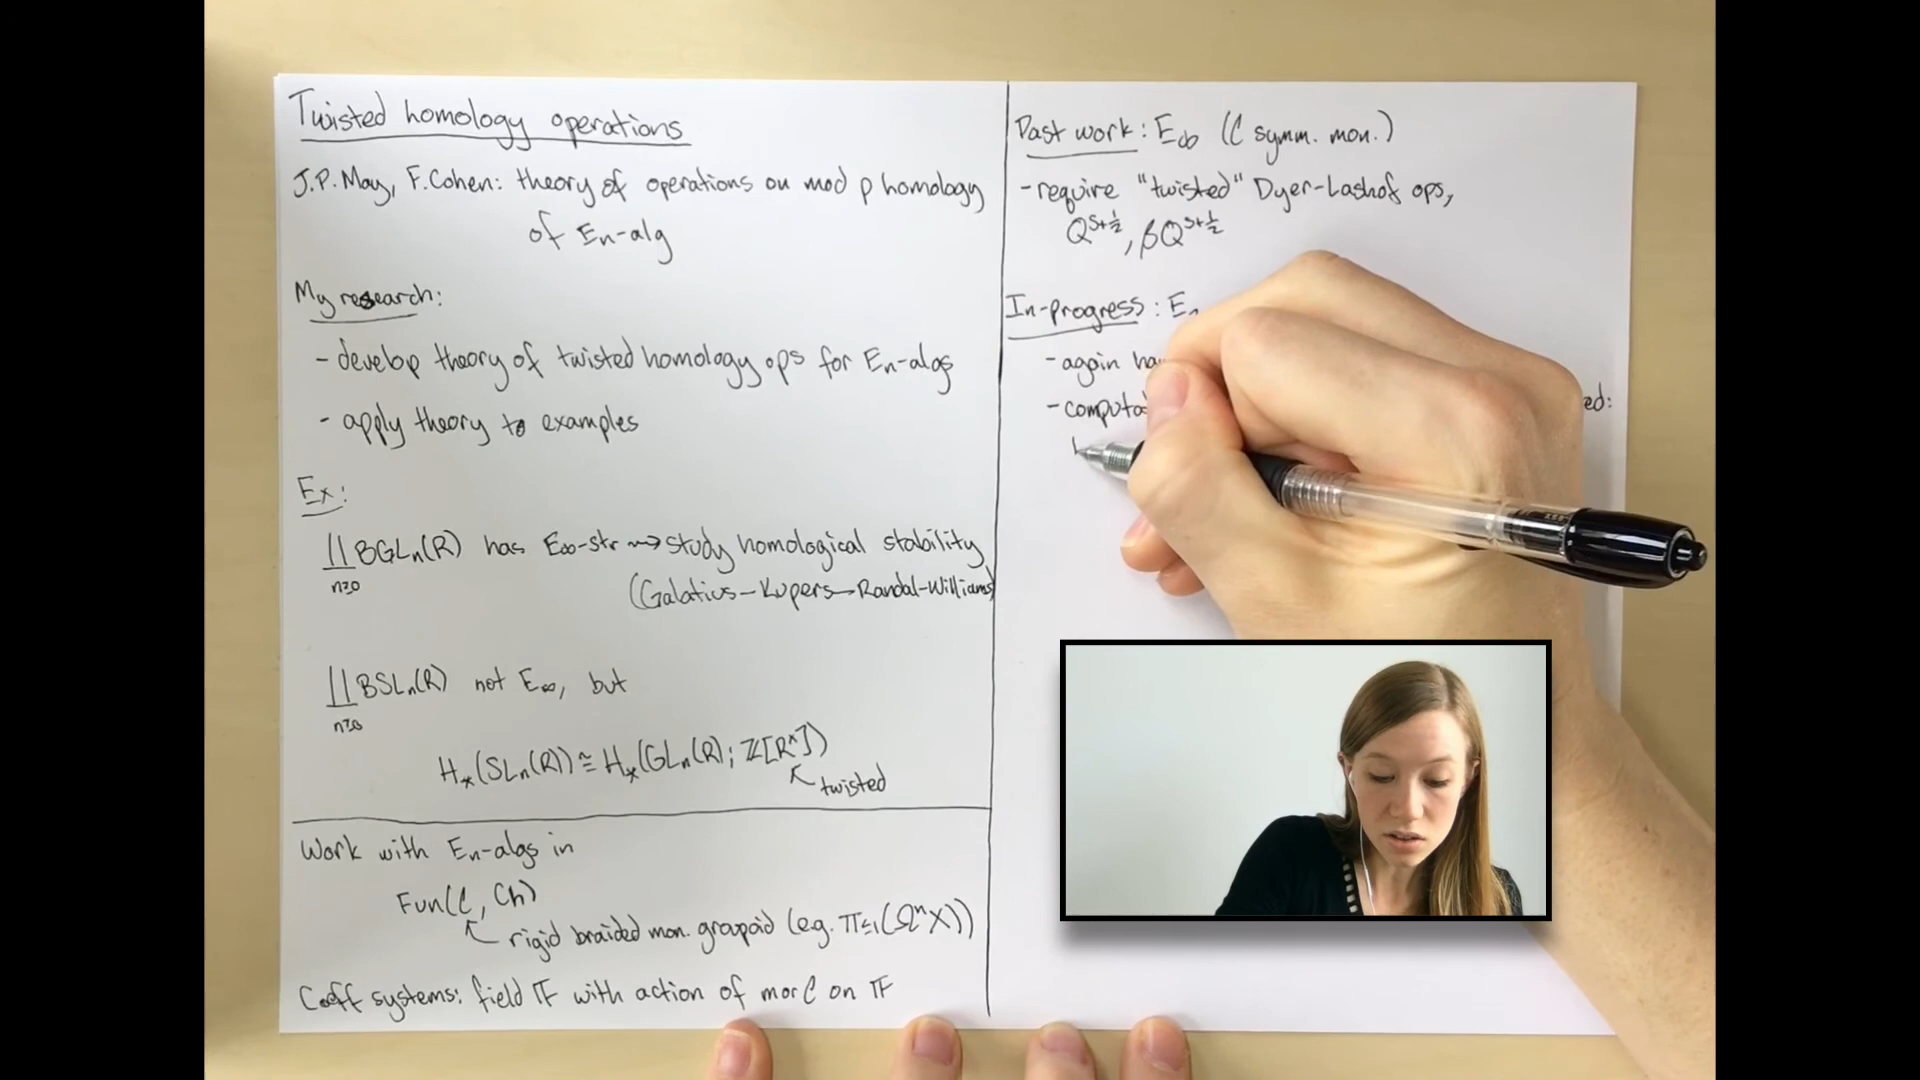 Twisted homology operations
J.P. May, F. Cohen: theory of operations on mod p homology
of En-alg
My research:
- develop theory of twisted homology ops for En-algs
- apply theory to examples
Ex:
∐ BGLn(R) has E∞-str ⇝ study homological stability
n≥0
(Galatius-Kupers-Randal-Williams)
∐ BSLn(R) not E∞, but
n≥0
H_*(SLn(R)) ≅ H_*(GLn(R); ℤ[R^×])
↖ twisted
Work with En-algs in
Fun(C, Ch)
↖ rigid braided mon. groupoid (e.g. π≤1(Ω^n X))
Coeff systems: field 𝔽 with action of mor C on 𝔽
Past work: E∞ (C symm. mon.)
- require "twisted" Dyer-Lashof ops,
Q^{s+1/2}, βQ^{s+1/2}
In-progress: E
- again
-